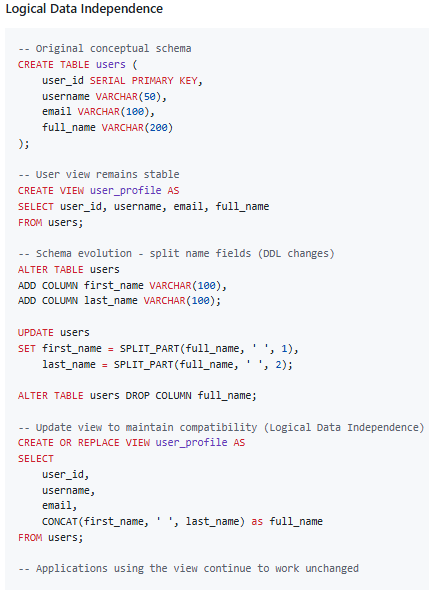 Logical Data Independence
-- Original conceptual schema
CREATE TABLE users (
    user_id SERIAL PRIMARY KEY,
    username VARCHAR(50),
    email VARCHAR(100),
    full_name VARCHAR(200)
);
-- User view remains stable
CREATE VIEW user_profile AS
SELECT user_id, username, email, full_name
FROM users;
-- Schema evolution - split name fields (DDL changes)
ALTER TABLE users
ADD COLUMN first_name VARCHAR(100),
ADD COLUMN last_name VARCHAR(100);
UPDATE users
SET first_name = SPLIT_PART(full_name, ' ', 1),
    last_name = SPLIT_PART(full_name, ' ', 2);
ALTER TABLE users DROP COLUMN full_name;
-- Update view to maintain compatibility (Logical Data Independence)
CREATE OR REPLACE VIEW user_profile AS
SELECT
    user_id,
    username,
    email,
    CONCAT(first_name, ' ', last_name) as full_name
FROM users;
-- Applications using the view continue to work unchanged